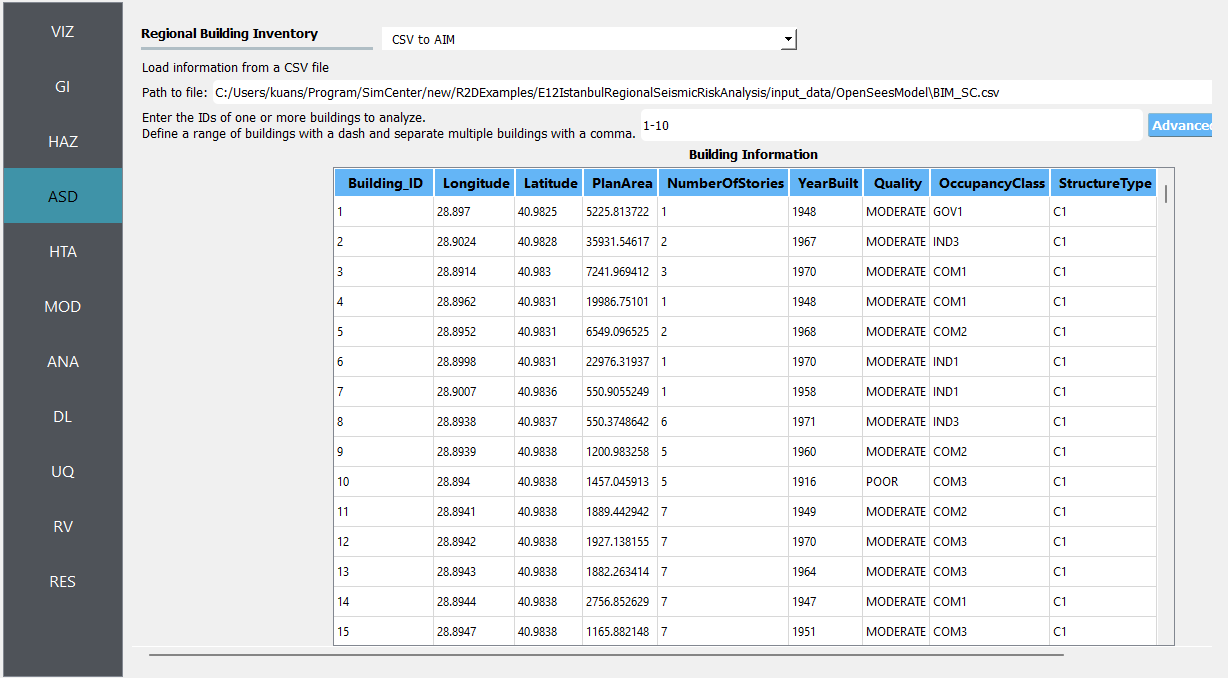 VIZ
GI
HAZ
ASD
HTA
MOD
ANA
DL
UQ
RV
RES
Regional Building Inventory CSV to AIM
Load information from a CSV file
Path to file: C:/Users/kuans/Program/SimCenter/new/R2DExamples/E12IstanbulRegionalSeismicRiskAnalysis/input_data/OpenSeesModel\BIM_SC.csv
Enter the IDs of one or more buildings to analyze.
Define a range of buildings with a dash and separate multiple buildings with a comma. 1-10 Advanced
Building Information
Building_ID Longitude Latitude PlanArea NumberOfStories YearBuilt Quality OccupancyClass StructureType
1 28.897 40.9825 5225.813722 1 1948 MODERATE GOV1 C1
2 28.9024 40.9828 35931.54617 2 1967 MODERATE IND3 C1
3 28.8914 40.983 7241.969412 3 1970 MODERATE COM1 C1
4 28.8962 40.9831 19986.75101 1 1948 MODERATE COM1 C1
5 28.8952 40.9831 6549.096525 2 1968 MODERATE COM2 C1
6 28.8998 40.9831 22976.31937 1 1970 MODERATE IND1 C1
7 28.9007 40.9836 550.9055249 1 1958 MODERATE IND1 C1
8 28.8938 40.9837 550.3748642 6 1971 MODERATE IND3 C1
9 28.8939 40.9838 1200.983258 5 1960 MODERATE COM2 C1
10 28.894 40.9838 1457.045913 5 1916 POOR COM3 C1
11 28.8941 40.9838 1889.442942 7 1949 MODERATE COM2 C1
12 28.8942 40.9838 1927.138155 7 1970 MODERATE COM3 C1
13 28.8943 40.9838 1882.263414 7 1964 MODERATE COM3 C1
14 28.8944 40.9838 2756.852629 7 1947 MODERATE COM1 C1
15 28.8947 40.9838 1165.882148 7 1951 MODERATE COM3 C1